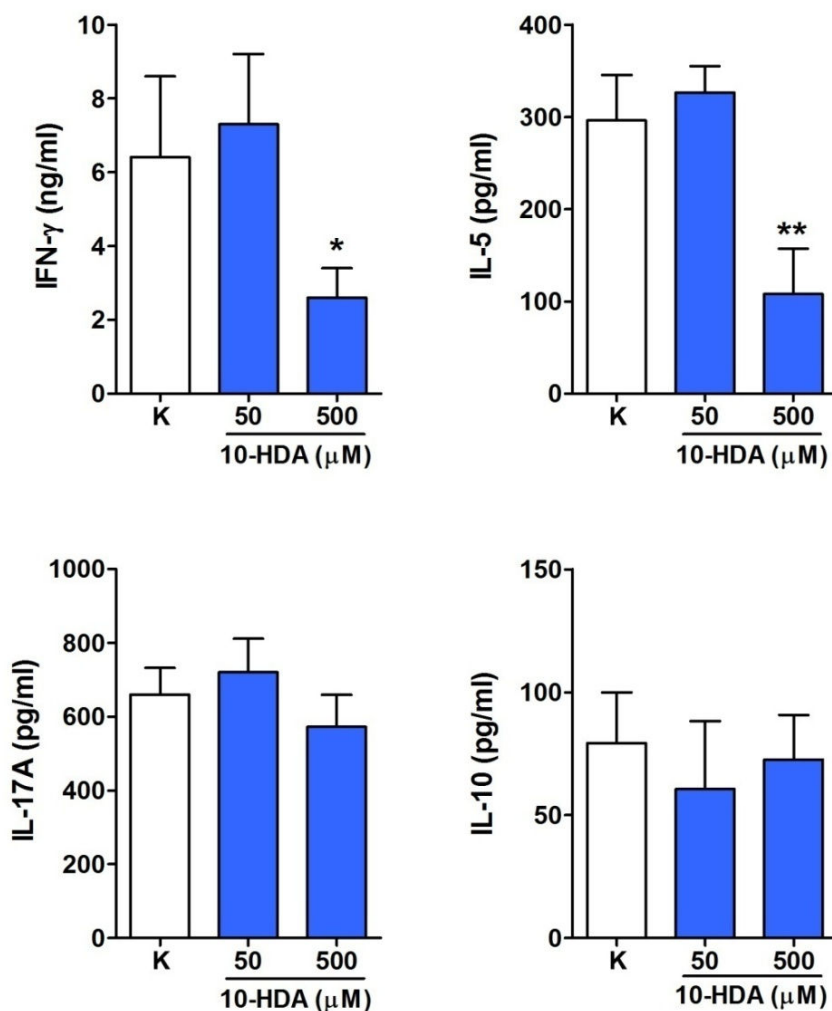 IFN-γ (ng/ml)
10
8
6
4
2
0
*
K 50 500
10-HDA (μM)
IL-5 (pg/ml)
400
300
200
100
0
**
K 50 500
10-HDA (μM)
IL-17A (pg/ml)
1000
800
600
400
200
0
K 50 500
10-HDA (μM)
IL-10 (pg/ml)
150
100
50
0
K 50 500
10-HDA (μM)